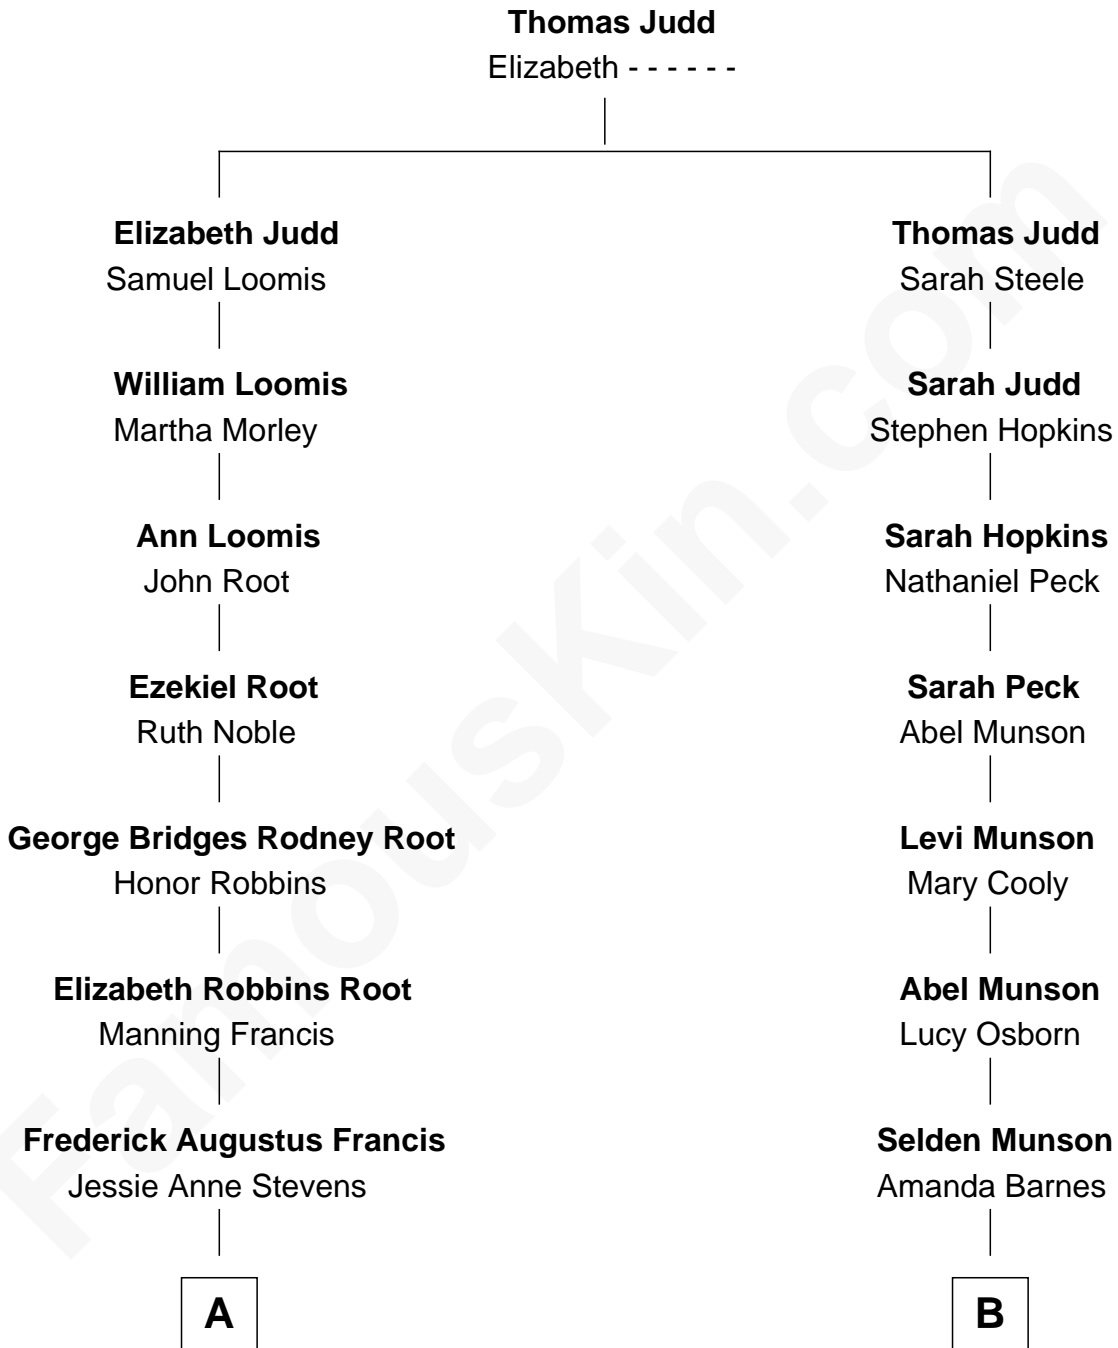 Thomas Judd
Elizabeth - - - - - -
Elizabeth Judd
Samuel Loomis
Thomas Judd
Sarah Steele
William Loomis
Martha Morley
Sarah Judd
Stephen Hopkins
Ann Loomis
John Root
Sarah Hopkins
Nathaniel Peck
Ezekiel Root
Ruth Noble
Sarah Peck
Abel Munson
George Bridges Rodney Root
Honor Robbins
Levi Munson
Mary Cooly
Elizabeth Robbins Root
Manning Francis
Abel Munson
Lucy Osborn
Frederick Augustus Francis
Jessie Anne Stevens
Selden Munson
Amanda Barnes
A
B
FamousKin.com